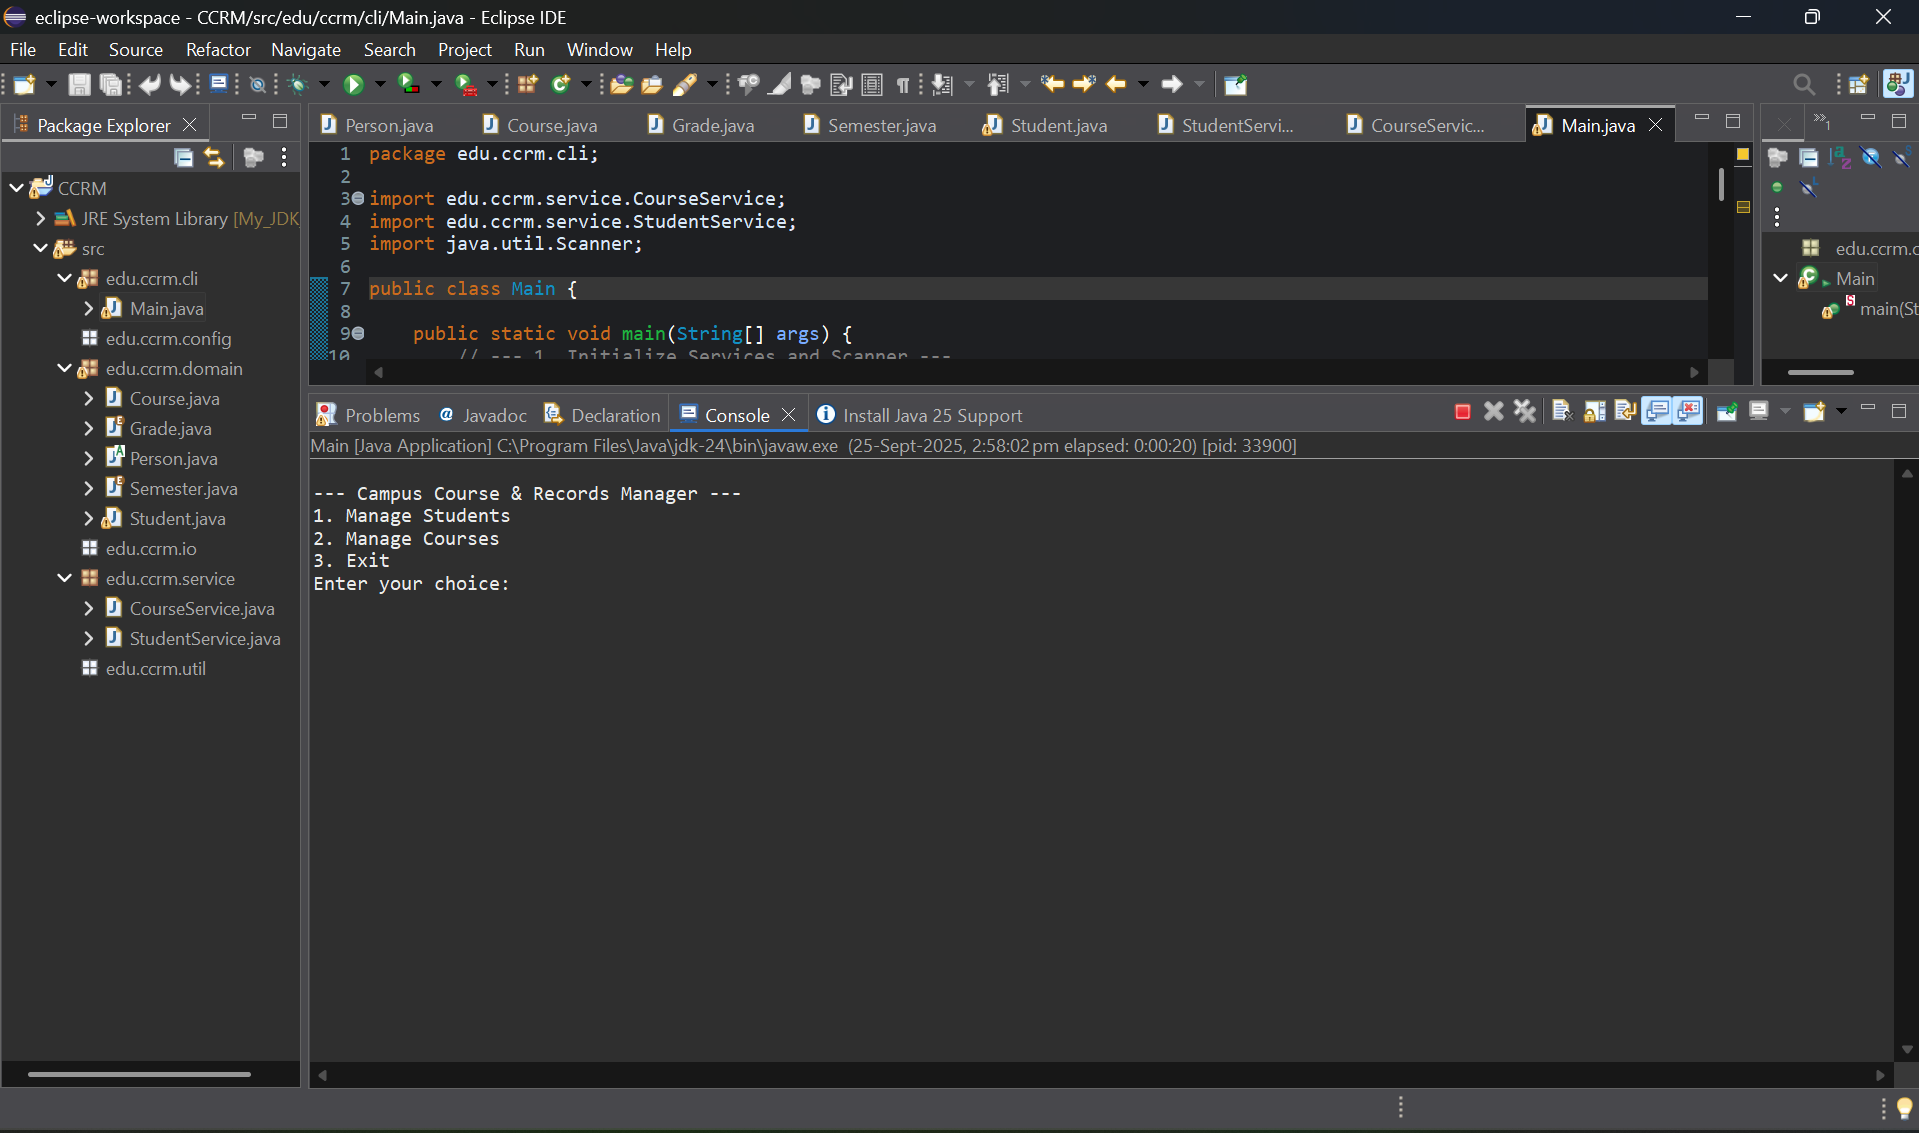 eclipse-workspace - CCRM/src/edu/ccrm/cli/Main.java - Eclipse IDE
File Edit Source Refactor Navigate Search Project Run Window Help
Package Explorer
CCRM
JRE System Library [My_JDK
src
edu.ccrm.cli
Main.java
edu.ccrm.config
edu.ccrm.domain
Course.java
Grade.java
Person.java
Semester.java
Student.java
edu.ccrm.io
edu.ccrm.service
CourseService.java
StudentService.java
edu.ccrm.util
Person.java Course.java Grade.java Semester.java Student.java StudentServi... CourseServic... Main.java
1 package edu.ccrm.cli;
2
3 import edu.ccrm.service.CourseService;
4 import edu.ccrm.service.StudentService;
5 import java.util.Scanner;
6
7 public class Main {
8
9 public static void main(String[] args) {
10 // --- 1. Initialize Services and Scanner ---
edu.ccrm.c
Main
main(St
Problems Javadoc Declaration Console Install Java 25 Support
Main [Java Application] C:\Program Files\Java\jdk-24\bin\javaw.exe (25-Sept-2025, 2:58:02 pm elapsed: 0:00:20) [pid: 33900]
--- Campus Course & Records Manager ---
1. Manage Students
2. Manage Courses
3. Exit
Enter your choice: